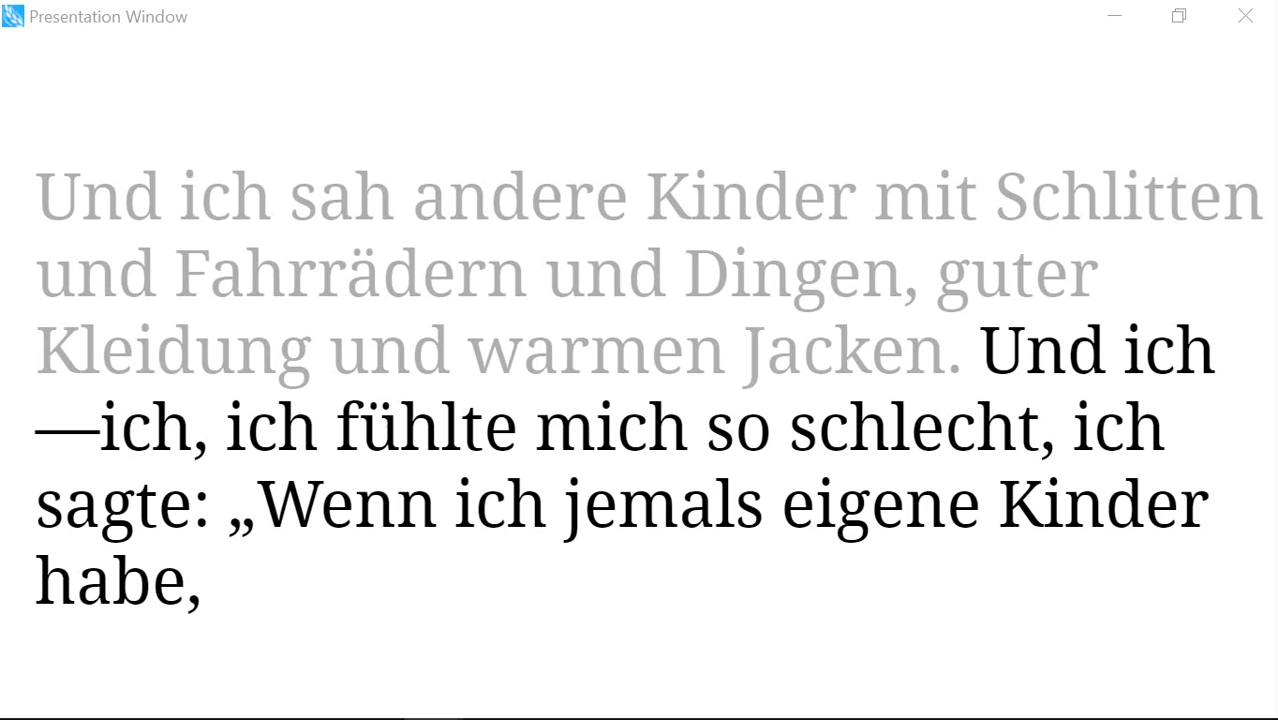 Presentation Window
Und ich sah andere Kinder mit Schlitten
und Fahrrädern und Dingen, guter
Kleidung und warmen Jacken. Und ich
—ich, ich fühlte mich so schlecht, ich
sagte: „Wenn ich jemals eigene Kinder
habe,